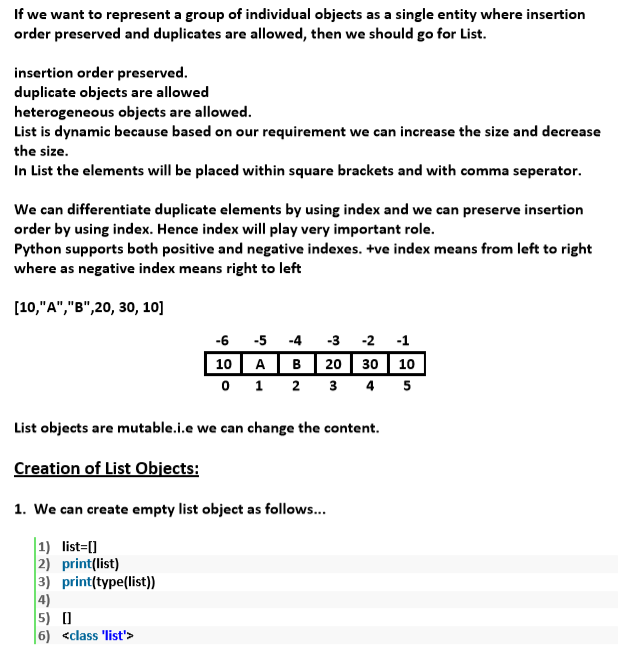 If we want to represent a group of individual objects as a single entity where insertion
order preserved and duplicates are allowed, then we should go for List.
insertion order preserved.
duplicate objects are allowed
heterogeneous objects are allowed.
List is dynamic because based on our requirement we can increase the size and decrease
the size.
In List the elements will be placed within square brackets and with comma seperator.
We can differentiate duplicate elements by using index and we can preserve insertion
order by using index. Hence index will play very important role.
Python supports both positive and negative indexes. +ve index means from left to right
where as negative index means right to left
[10,"A","B",20, 30, 10]
-6 -5 -4 -3 -2 -1
10 A B 20 30 10
0 1 2 3 4 5
List objects are mutable.i.e we can change the content.
Creation of List Objects:
1. We can create empty list object as follows...
1) list=[]
2) print(list)
3) print(type(list))
4)
5) []
6) <class 'list'>